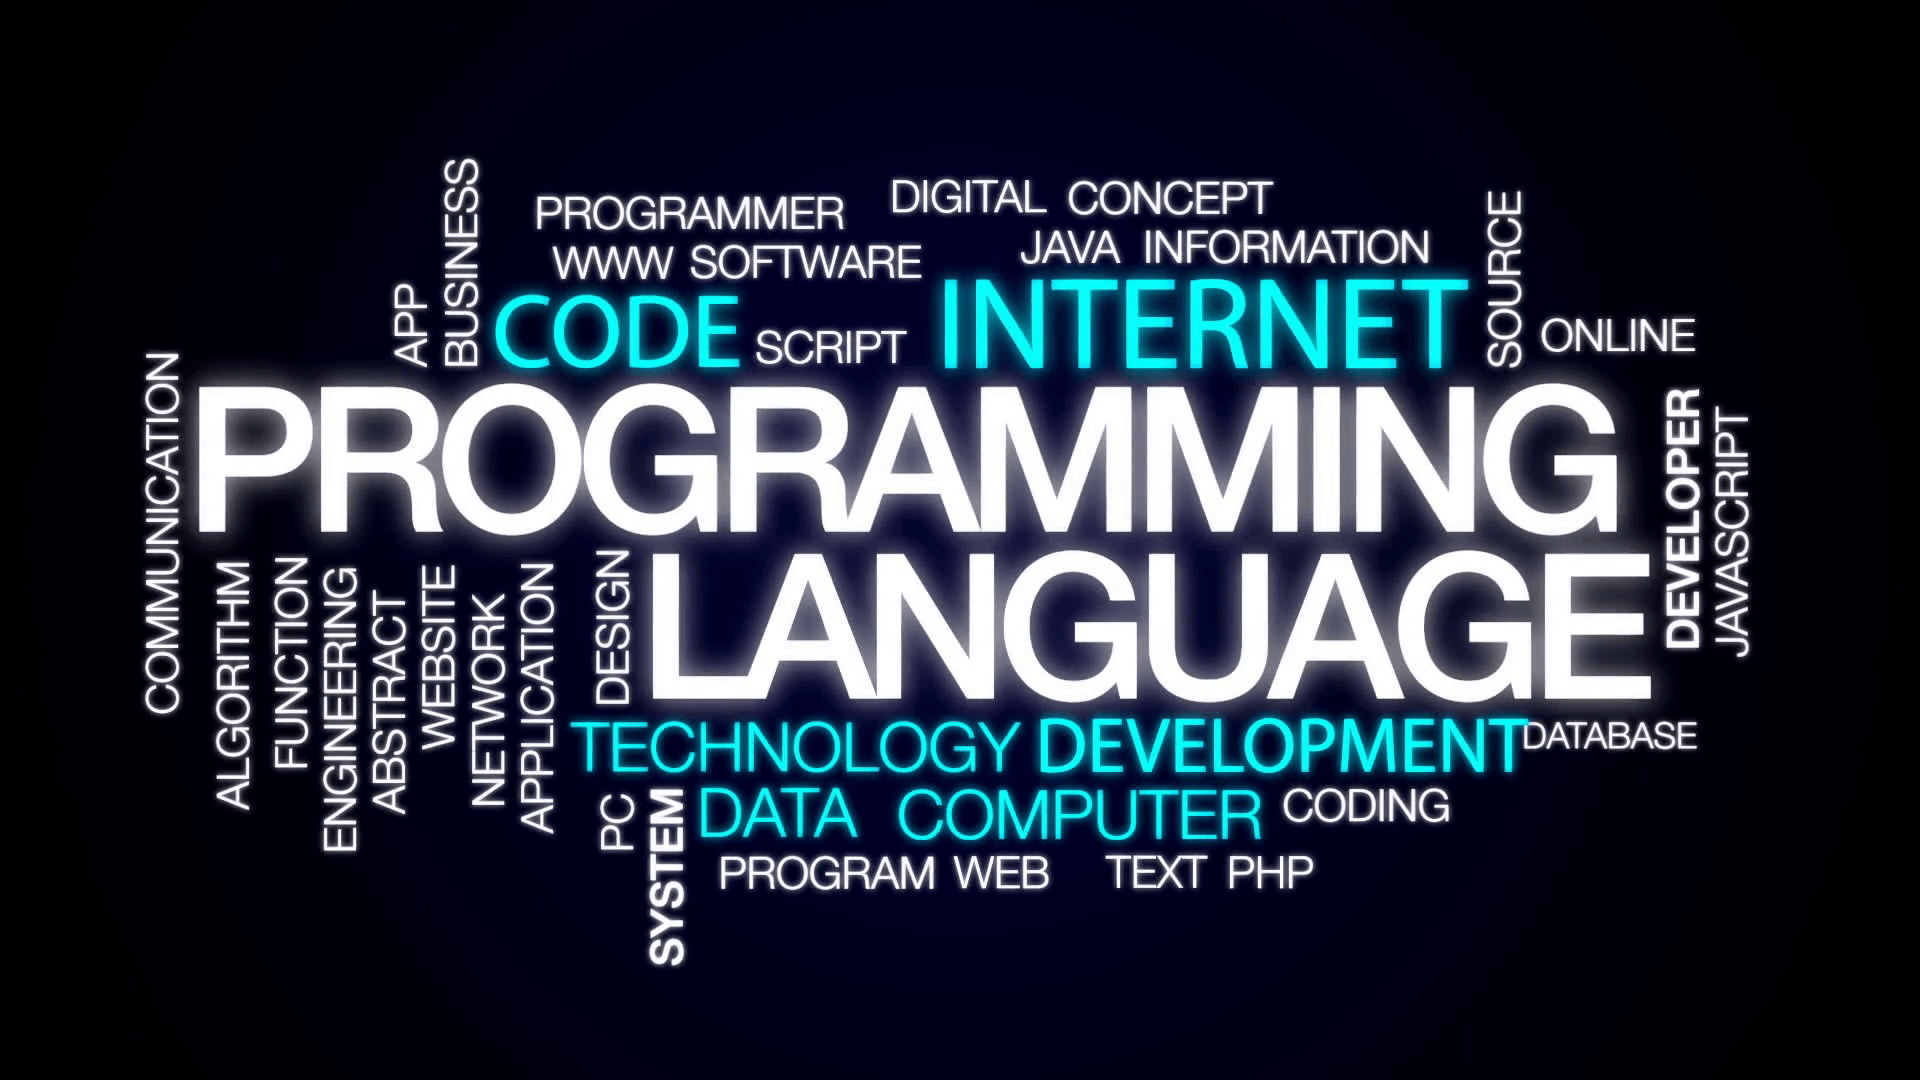 BUSINESS
APP
PROGRAMMER
DIGITAL CONCEPT
WWW SOFTWARE
JAVA INFORMATION
SOURCE
CODE SCRIPT INTERNET
ONLINE
COMMUNICATION
PROGRAMMING
LANGUAGE
DEVELOPER
JAVASCRIPT
ALGORITHM
FUNCTION
ENGINEERING
ABSTRACT
WEBSITE
NETWORK
APPLICATION
DESIGN
TECHNOLOGY DEVELOPMENT DATABASE
PC
SYSTEM
DATA COMPUTER CODING
PROGRAM WEB TEXT PHP